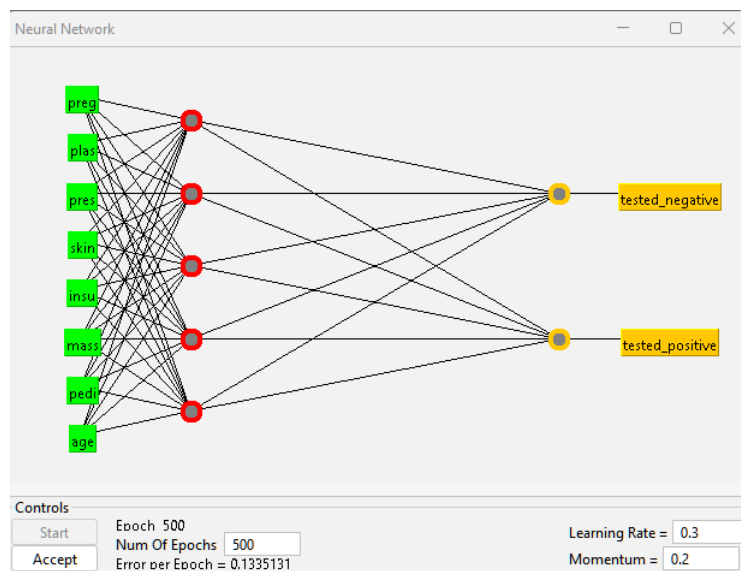 Neural Network
preg
plas
pres
tested_negative
skin
insu
mass
tested_positive
pedi
age
Controls
Start
Accept
Epoch 500
Num Of Epochs 500
Error per Epoch = 0.1335131
Learning Rate = 0.3
Momentum = 0.2